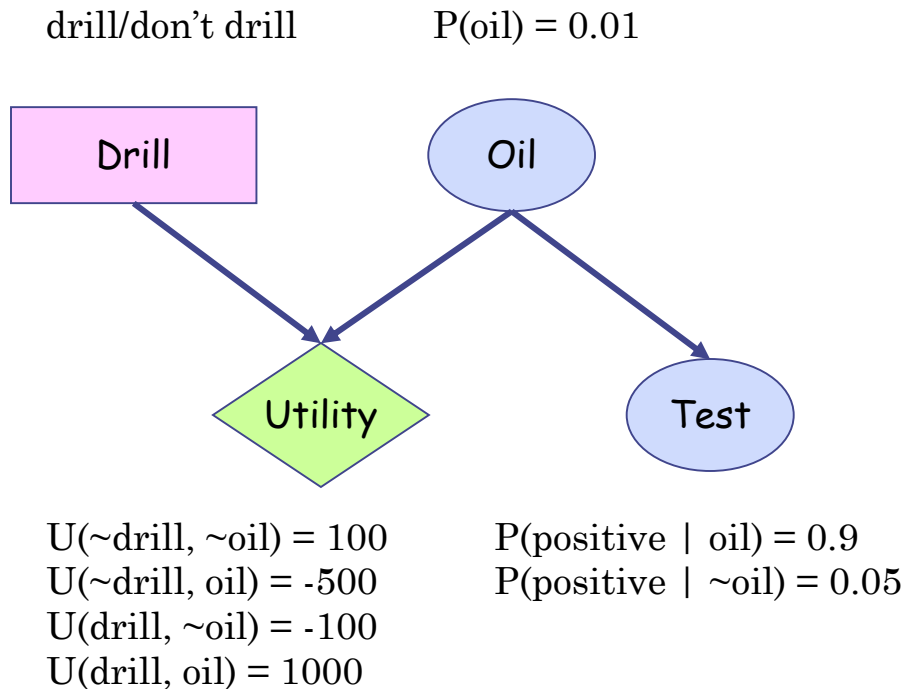 drill/don't drill P(oil) = 0.01
Drill Oil
Utility Test
U(~drill, ~oil) = 100 P(positive | oil) = 0.9
U(~drill, oil) = -500 P(positive | ~oil) = 0.05
U(drill, ~oil) = -100
U(drill, oil) = 1000